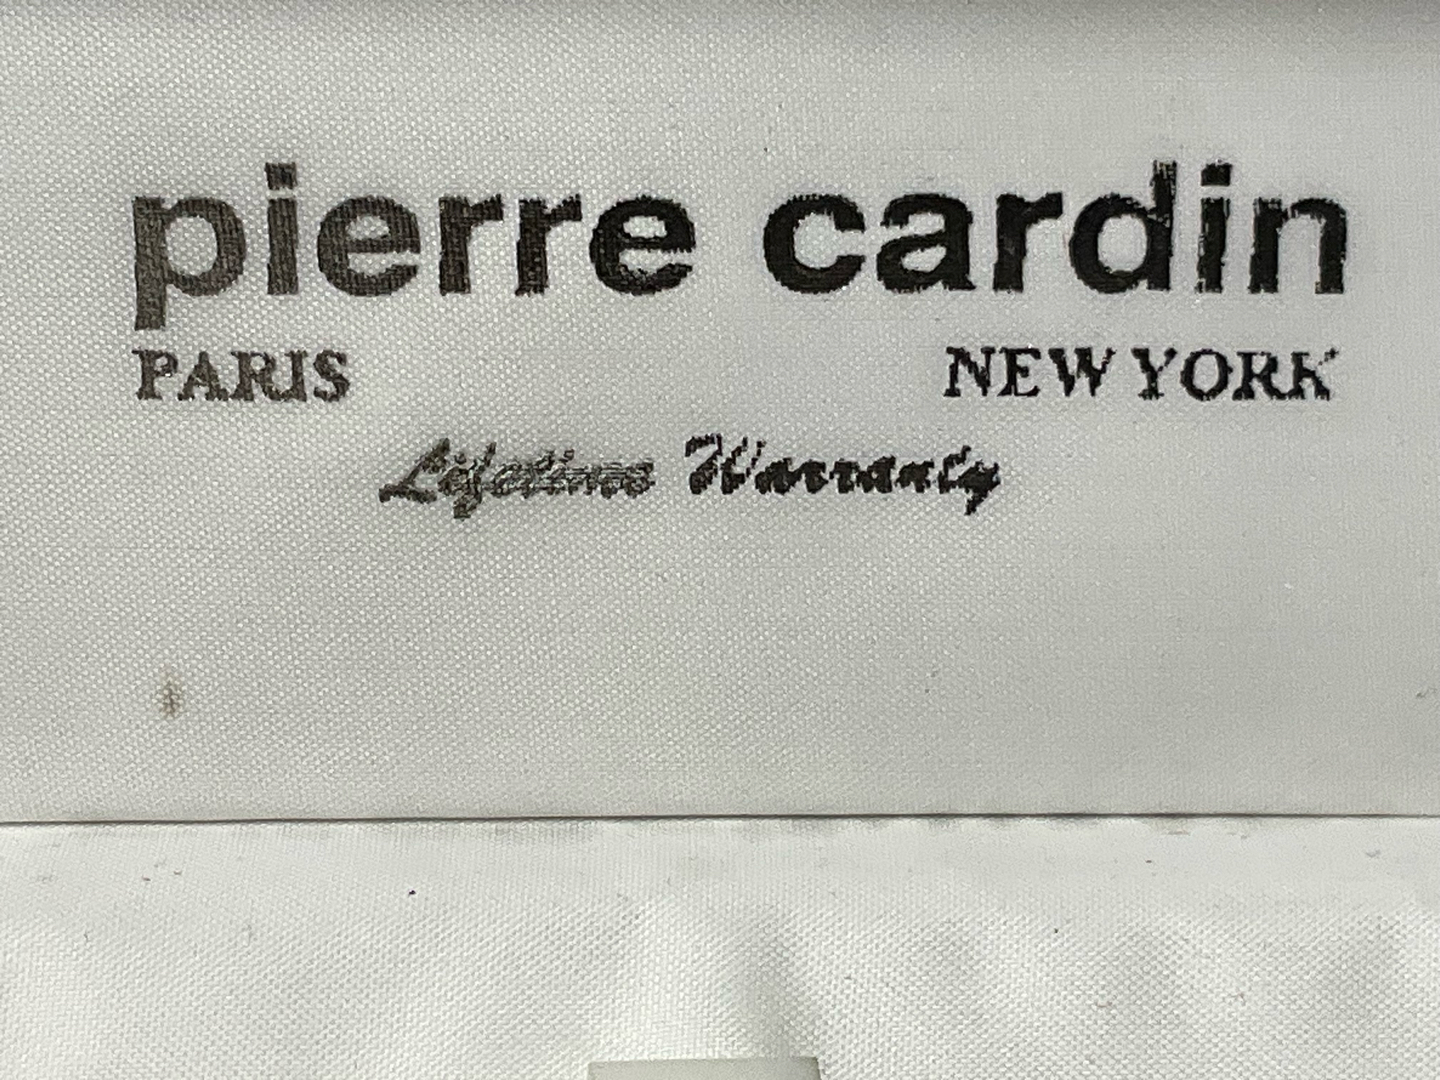 pierre cardin
PARIS NEW YORK
Lifetime Warranty